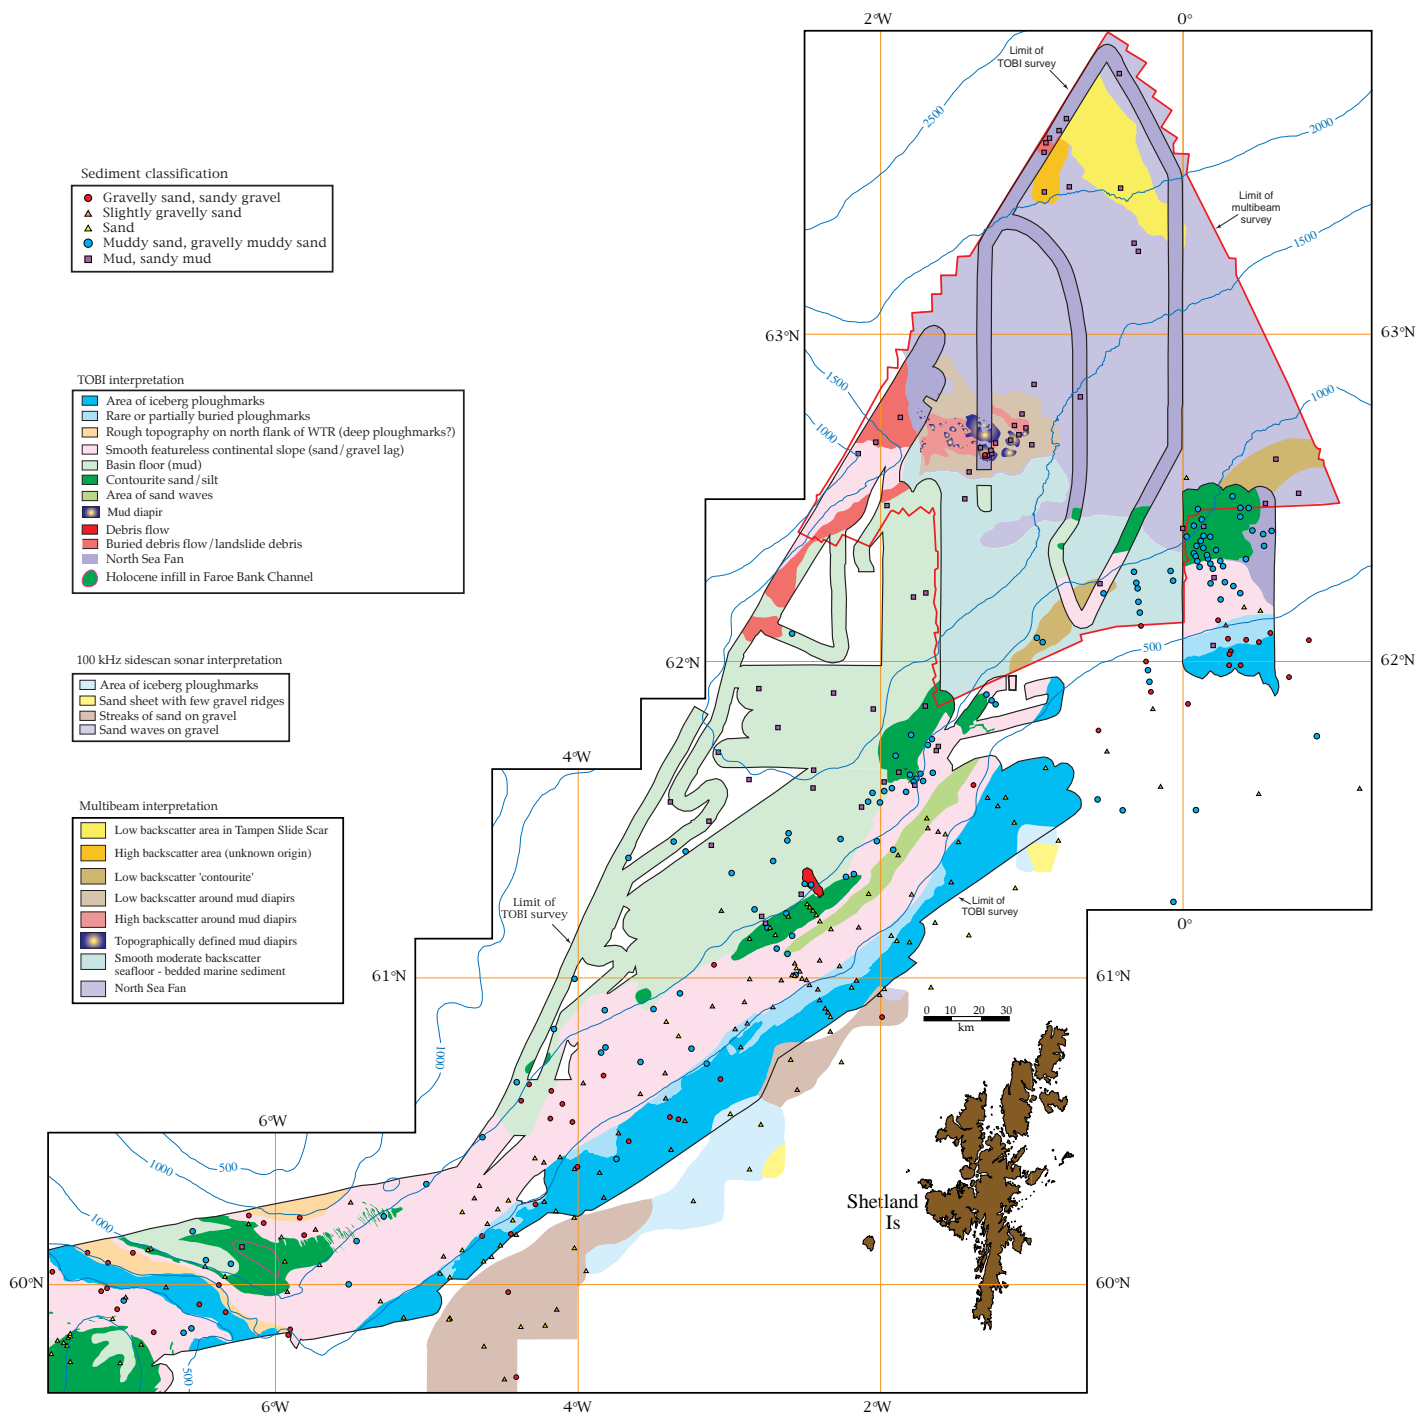 2°W
0°
Limit of
TOBI survey
2500
2000
Sediment classification
Gravelly sand, sandy gravel
Slightly gravelly sand
Sand
Muddy sand, gravelly muddy sand
Mud, sandy mud
Limit of
multibeam
survey
1500
63°N
63°N
TOBI interpretation
Area of iceberg ploughmarks
Rare or partially buried ploughmarks
Rough topography on north flank of WTR (deep ploughmarks?)
Smooth featureless continental slope (sand/gravel lag)
Basin floor (mud)
Contourite sand/silt
Area of sand waves
Mud diapir
Debris flow
Buried debris flow/landslide debris
North Sea Fan
Holocene infill in Faroe Bank Channel
1500
1000
1000
500
62°N
62°N
100 kHz sidescan sonar interpretation
Area of iceberg ploughmarks
Sand sheet with few gravel ridges
Streaks of sand on gravel
Sand waves on gravel
4°W
Multibeam interpretation
Low backscatter area in Tampen Slide Scar
High backscatter area (unknown origin)
Low backscatter 'contourite'
Low backscatter around mud diapirs
High backscatter around mud diapirs
Topographically defined mud diapirs
Smooth moderate backscatter
seafloor - bedded marine sediment
North Sea Fan
Limit of
TOBI survey
Limit of
TOBI survey
0°
61°N
61°N
0 10 20 30
km
1000
6°W
1000
500
Shetland
Is
1000
60°N
60°N
500
6°W
4°W
2°W